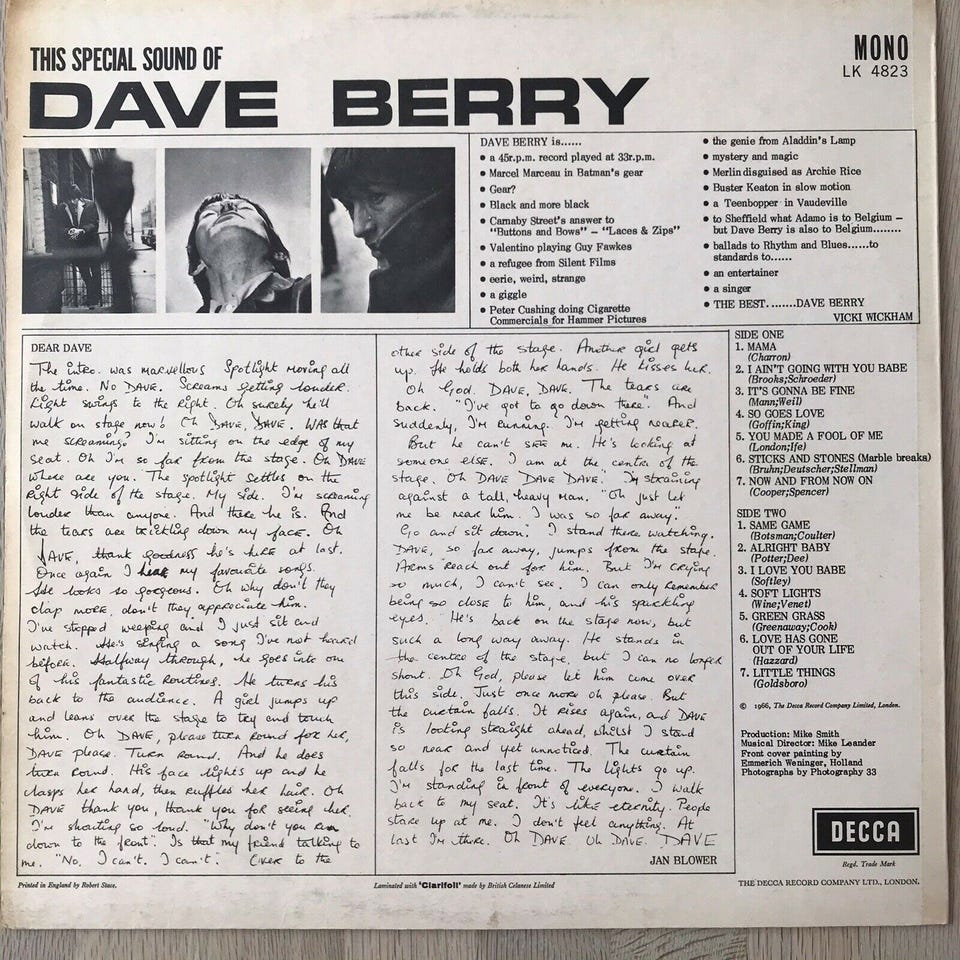 THIS SPECIAL SOUND OF
DAVE BERRY
MONO
LK 4823
DAVE BERRY is......
• a 45r.p.m. record played at 33r.p.m.
• Marcel Marceau in Batman's gear
• Gear?
• Black and more black
• Carnaby Street's answer to
"Buttons and Bows" – "Laces & Zips"
• Valentino playing Guy Fawkes
• a refugee from Silent Films
• eerie, weird, strange
• a giggle
• Peter Cushing doing Cigarette
Commercials for Hammer Pictures
• the genie from Aladdin's Lamp
• mystery and magic
• Merlin disguised as Archie Rice
• Buster Keaton in slow motion
• a Teenbopper in Vaudeville
• to Sheffield what Adamo is to Belgium –
but Dave Berry is also to Belgium........
• ballads to Rhythm and Blues......to
standards to......
• an entertainer
• a singer
• THE BEST........DAVE BERRY
VICKI WICKHAM
DEAR DAVE
The intro. was marvellous Spotlight moving all
the time. No DAVE. Screams getting louder.
Light swings to the right. Oh surely he'll
walk on stage now? Oh DAVE, DAVE. Was that
me screaming? I'm sitting on the edge of my
seat. Oh I'm so far from the stage. Oh DAVE
where are you. The spotlight settles on the
right side of the stage. My side. I'm screaming
louder than anyone. And there he is. And
the tears are trickling down my face. Oh
DAVE, thank goodness he's here at last.
Once again I hear my favourite songs.
He looks so gorgeous. Oh why don't they
clap more, don't they appreciate him.
I've stopped weeping and I just sit and
watch. He's singing a song I've not heard
before. Halfway through, he goes into one
of his fantastic routines. He turns his
back to the audience. A girl jumps up
and leans over the stage to try and touch
him. Oh DAVE, please turn round for her,
DAVE please. Turn round. And he does
turn round. His face lights up and he
clasps her hand, then ruffles her hair. Oh
DAVE thank you, thank you for seeing her.
I'm shouting so loud. "Why don't you run
down to the front". Is that my friend talking to
me. "No, I can't. I can't". Over to the
other side of the stage. Another girl gets
up. He holds both her hands. He kisses her.
Oh God, DAVE, DAVE. The tears are
back. "I've got to go down there". And
suddenly, I'm running. I'm getting nearer.
But he can't see me. He's looking at
someone else. I am at the centre of the
stage. Oh DAVE DAVE DAVE. I'm straining
against a tall, heavy man. "Oh just let
me be near him. I was so far away".
Go and sit down. I stand there watching.
DAVE, so far away, jumps from the stage.
Arms reach out for him. But I'm crying
so much, I can't see. I can only remember
being so close to him, and his sparkling
eyes. He's back on the stage now, but
such a long way away. He stands in
the centre of the stage, but I can no longer
shout. Oh God, please let him come over
this side. Just once more oh please. But
the curtain falls. It rises again, and DAVE
is looking straight ahead, whilst I stand
so near and yet unnoticed. The curtain
falls for the last time. The lights go up.
I'm standing in front of everyone. I walk
back to my seat. It's like eternity. People
stare up at me. I don't feel anything. At
last I'm there. Oh DAVE. Oh DAVE. DAVE
JAN BLOWER
SIDE ONE
1. MAMA
(Charron)
2. I AIN'T GOING WITH YOU BABE
(Brooks;Schroeder)
3. IT'S GONNA BE FINE
(Mann;Weil)
4. SO GOES LOVE
(Goffin;King)
5. YOU MADE A FOOL OF ME
(London;Ife)
6. STICKS AND STONES (Marble breaks)
(Bruhn;Deutscher;Stellman)
7. NOW AND FROM NOW ON
(Cooper;Spencer)
SIDE TWO
1. SAME GAME
(Botsman;Coulter)
2. ALRIGHT BABY
(Potter;Dee)
3. I LOVE YOU BABE
(Softley)
4. SOFT LIGHTS
(Wine;Venet)
5. GREEN GRASS
(Greenaway;Cook)
6. LOVE HAS GONE
OUT OF YOUR LIFE
(Hazzard)
7. LITTLE THINGS
(Goldsboro)
© 1966, The Decca Record Company Limited, London.
Production: Mike Smith
Musical Director: Mike Leander
Front cover painting by
Emmerich Weninger, Holland
Photographs by Photography 33
DECCA
Regd. Trade Mark
Printed in England by Robert Stace.
Laminated with 'Clarifoil' made by British Celanese Limited
THE DECCA RECORD COMPANY LTD., LONDON.